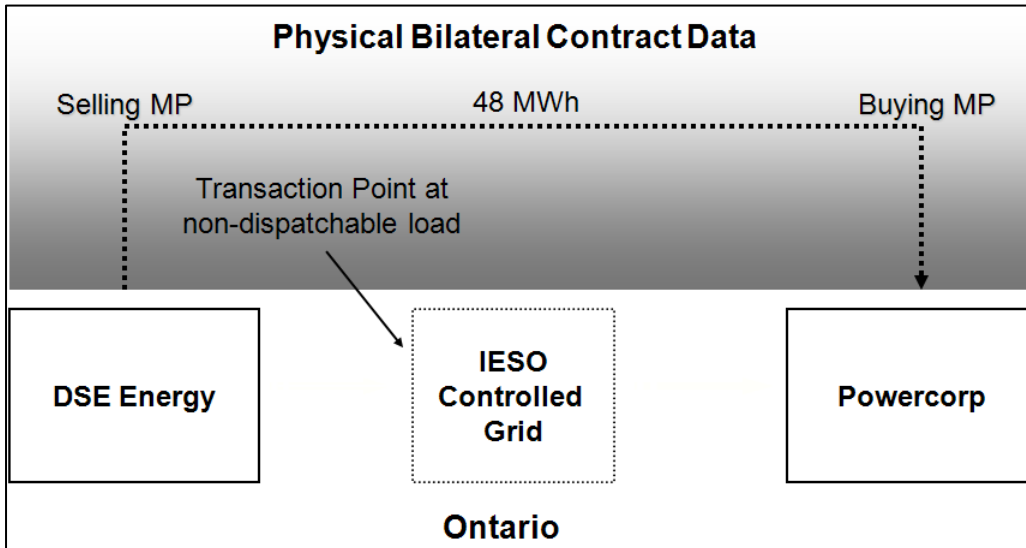 Physical Bilateral Contract Data
Selling MP
48 MWh
Buying MP
Transaction Point at
non-dispatchable load
DSE Energy
IESO
Controlled
Grid
Powercorp
Ontario